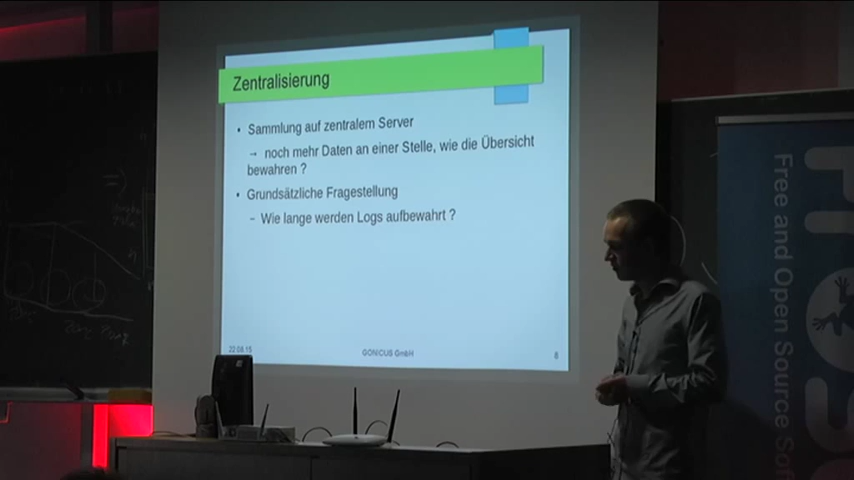 Zentralisierung
• Sammlung auf zentralem Server
→ noch mehr Daten an einer Stelle, wie die Übersicht
bewahren ?
• Grundsätzliche Fragestellung
– Wie lange werden Logs aufbewahrt ?
22.08.15
GONICUS GmbH
8
Free and Open Source Sof